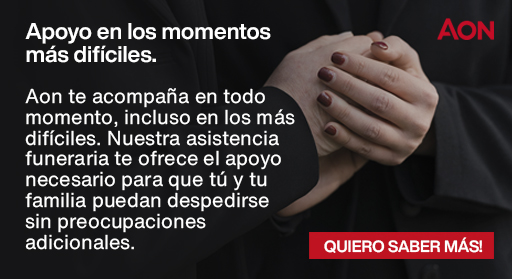 Apoyo en los momentos
más difíciles.
AON
Aon te acompaña en todo
momento, incluso en los más
difíciles. Nuestra asistencia
funeraria te ofrece el apoyo
necesario para que tú y tu
familia puedan despedirse
sin preocupaciones
adicionales.
QUIERO SABER MÁS!